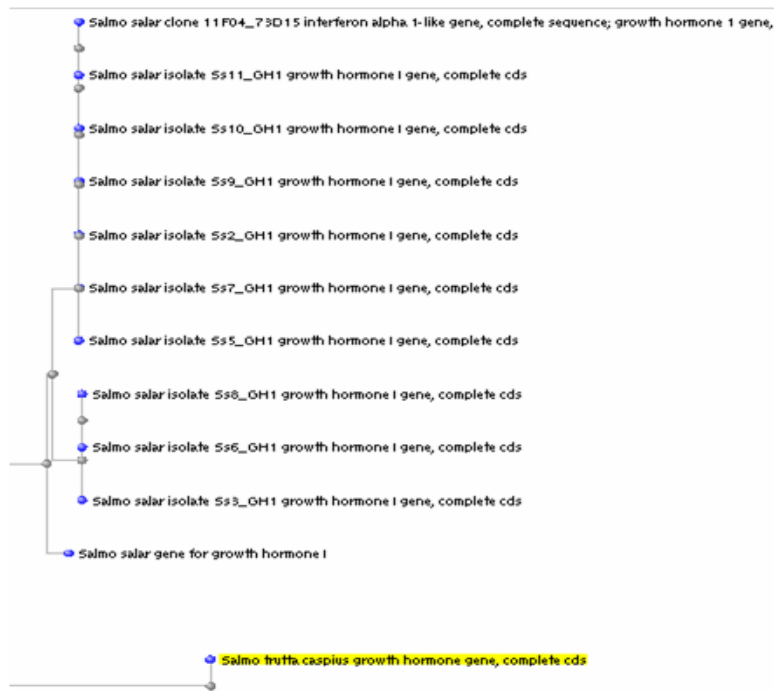 Salmo salar clone 11F04_73D15 interferon alpha 1-like gene, complete sequence; growth hormone 1 gene,
Salmo salar isolate Ss11_GH1 growth hormone I gene, complete cds
Salmo salar isolate Ss10_GH1 growth hormone I gene, complete cds
Salmo salar isolate Ss9_GH1 growth hormone I gene, complete cds
Salmo salar isolate Ss2_GH1 growth hormone I gene, complete cds
Salmo salar isolate Ss7_GH1 growth hormone I gene, complete cds
Salmo salar isolate Ss5_GH1 growth hormone I gene, complete cds
Salmo salar isolate Ss8_GH1 growth hormone I gene, complete cds
Salmo salar isolate Ss6_GH1 growth hormone I gene, complete cds
Salmo salar isolate Ss3_GH1 growth hormone I gene, complete cds
Salmo salar gene for growth hormone I
Salmo trutta caspius growth hormone gene, complete cds